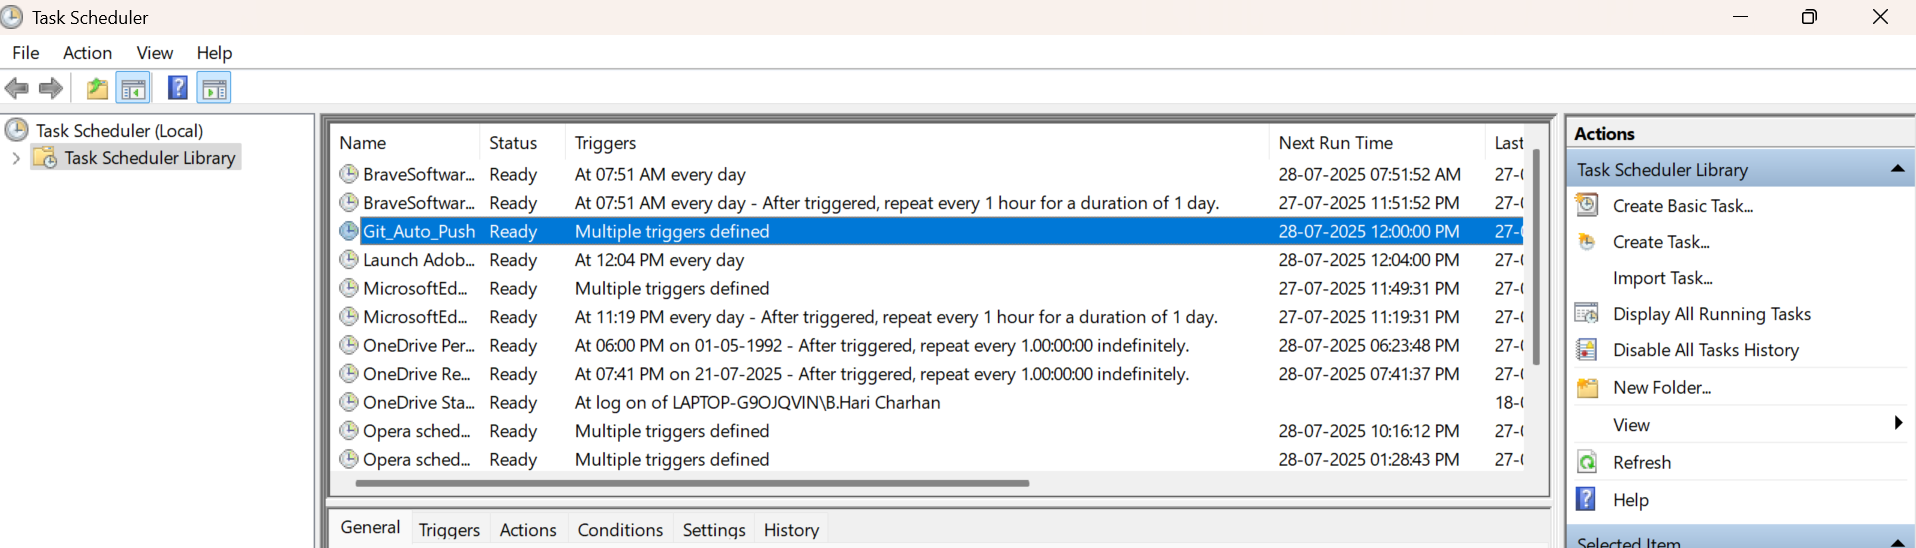 Task Scheduler
File Action View Help
Task Scheduler (Local)
Task Scheduler Library
Name Status Triggers Next Run Time Last
BraveSoftwar... Ready At 07:51 AM every day 28-07-2025 07:51:52 AM 27-0
BraveSoftwar... Ready At 07:51 AM every day - After triggered, repeat every 1 hour for a duration of 1 day. 27-07-2025 11:51:52 PM 27-0
Git_Auto_Push Ready Multiple triggers defined 28-07-2025 12:00:00 PM 27-0
Launch Adob... Ready At 12:04 PM every day 28-07-2025 12:04:00 PM 27-0
MicrosoftEd... Ready Multiple triggers defined 27-07-2025 11:49:31 PM 27-0
MicrosoftEd... Ready At 11:19 PM every day - After triggered, repeat every 1 hour for a duration of 1 day. 27-07-2025 11:19:31 PM 27-0
OneDrive Per... Ready At 06:00 PM on 01-05-1992 - After triggered, repeat every 1.00:00:00 indefinitely. 28-07-2025 06:23:48 PM 27-0
OneDrive Re... Ready At 07:41 PM on 21-07-2025 - After triggered, repeat every 1.00:00:00 indefinitely. 28-07-2025 07:41:37 PM 27-0
OneDrive Sta... Ready At log on of LAPTOP-G9OJQVIN\B.Hari Charhan 18-0
Opera sched... Ready Multiple triggers defined 28-07-2025 10:16:12 PM 27-0
Opera sched... Ready Multiple triggers defined 28-07-2025 01:28:43 PM 27-0
General Triggers Actions Conditions Settings History
Actions
Task Scheduler Library
Create Basic Task...
Create Task...
Import Task...
Display All Running Tasks
Disable All Tasks History
New Folder...
View
Refresh
Help
Selected Item